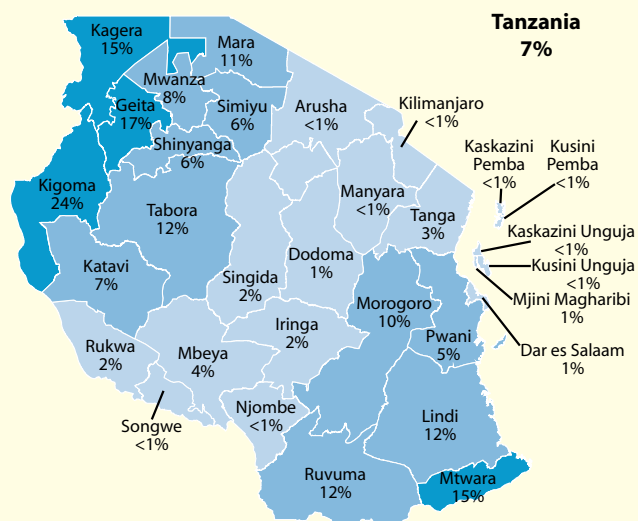 Tanzania
7%
Kagera
15%
Mara
11%
Mwanza
8%
Geita
17%
Simiyu
6%
Arusha
<1%
Kilimanjaro
<1%
Kaskazini
Pemba
<1%
Kusini
Pemba
<1%
Shinyanga
6%
Kigoma
24%
Tabora
12%
Manyara
<1%
Tanga
3%
Kaskazini Unguja
<1%
Kusini Unguja
<1%
Mjini Magharibi
1%
Katavi
7%
Singida
2%
Dodoma
1%
Morogoro
10%
Pwani
5%
Dar es Salaam
1%
Rukwa
2%
Mbeya
4%
Iringa
2%
Songwe
<1%
Njombe
<1%
Lindi
12%
Ruvuma
12%
Mtwara
15%